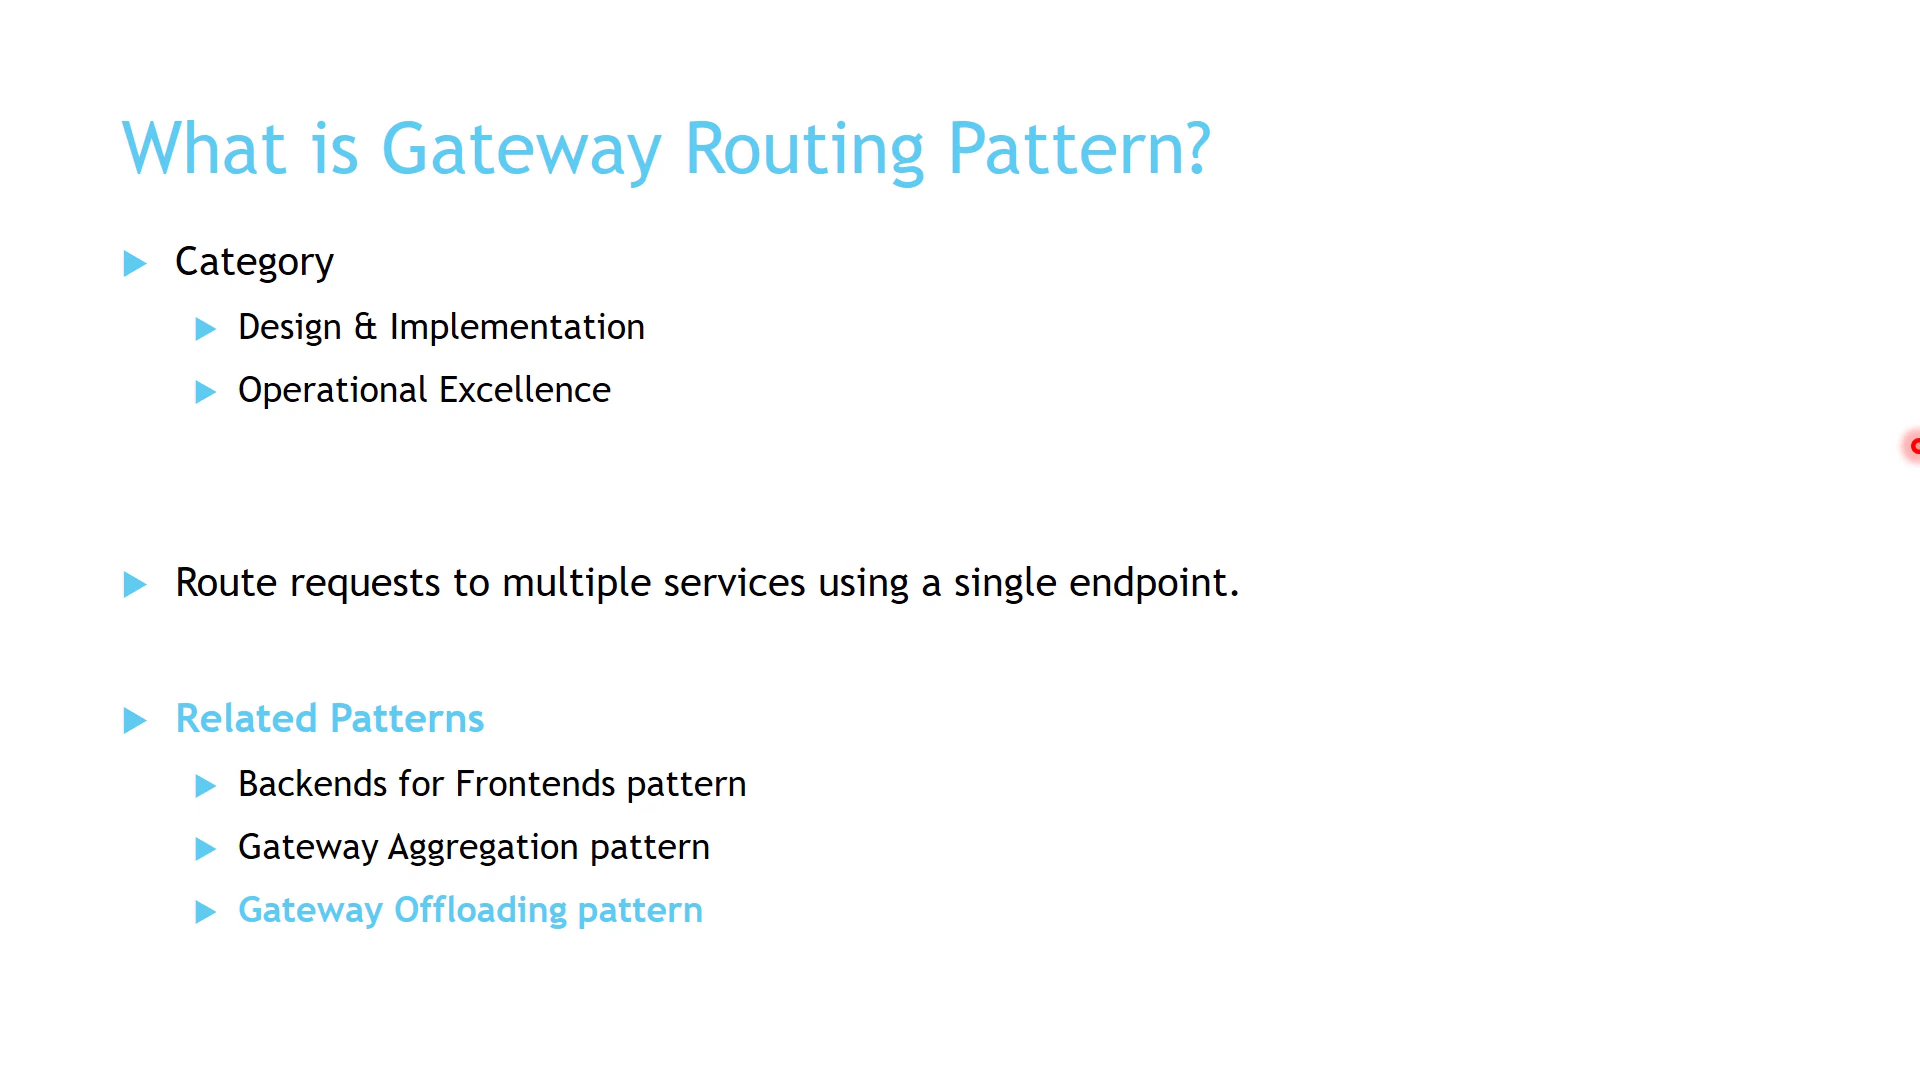 What is Gateway Routing Pattern?
Category
Design & Implementation
Operational Excellence
Route requests to multiple services using a single endpoint.
Related Patterns
Backends for Frontends pattern
Gateway Aggregation pattern
Gateway Offloading pattern